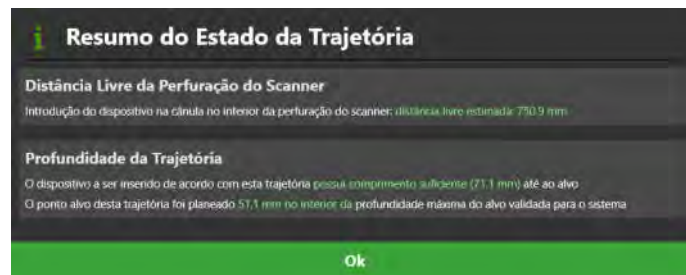 Resumo do Estado da Trajetória
Distância Livre da Perfuração do Scanner
Introdução do dispositivo na cânula no interior da perfuração do scanner: distância livre estimada: 750.9 mm
Profundidade da Trajetória
O dispositivo a ser inserido de acordo com esta trajetória possui comprimento suficiente (71.1 mm) até ao alvo
O ponto alvo desta trajetória foi planeado 51.1 mm no interior da profundidade máxima do alvo validada para o sistema
Ok